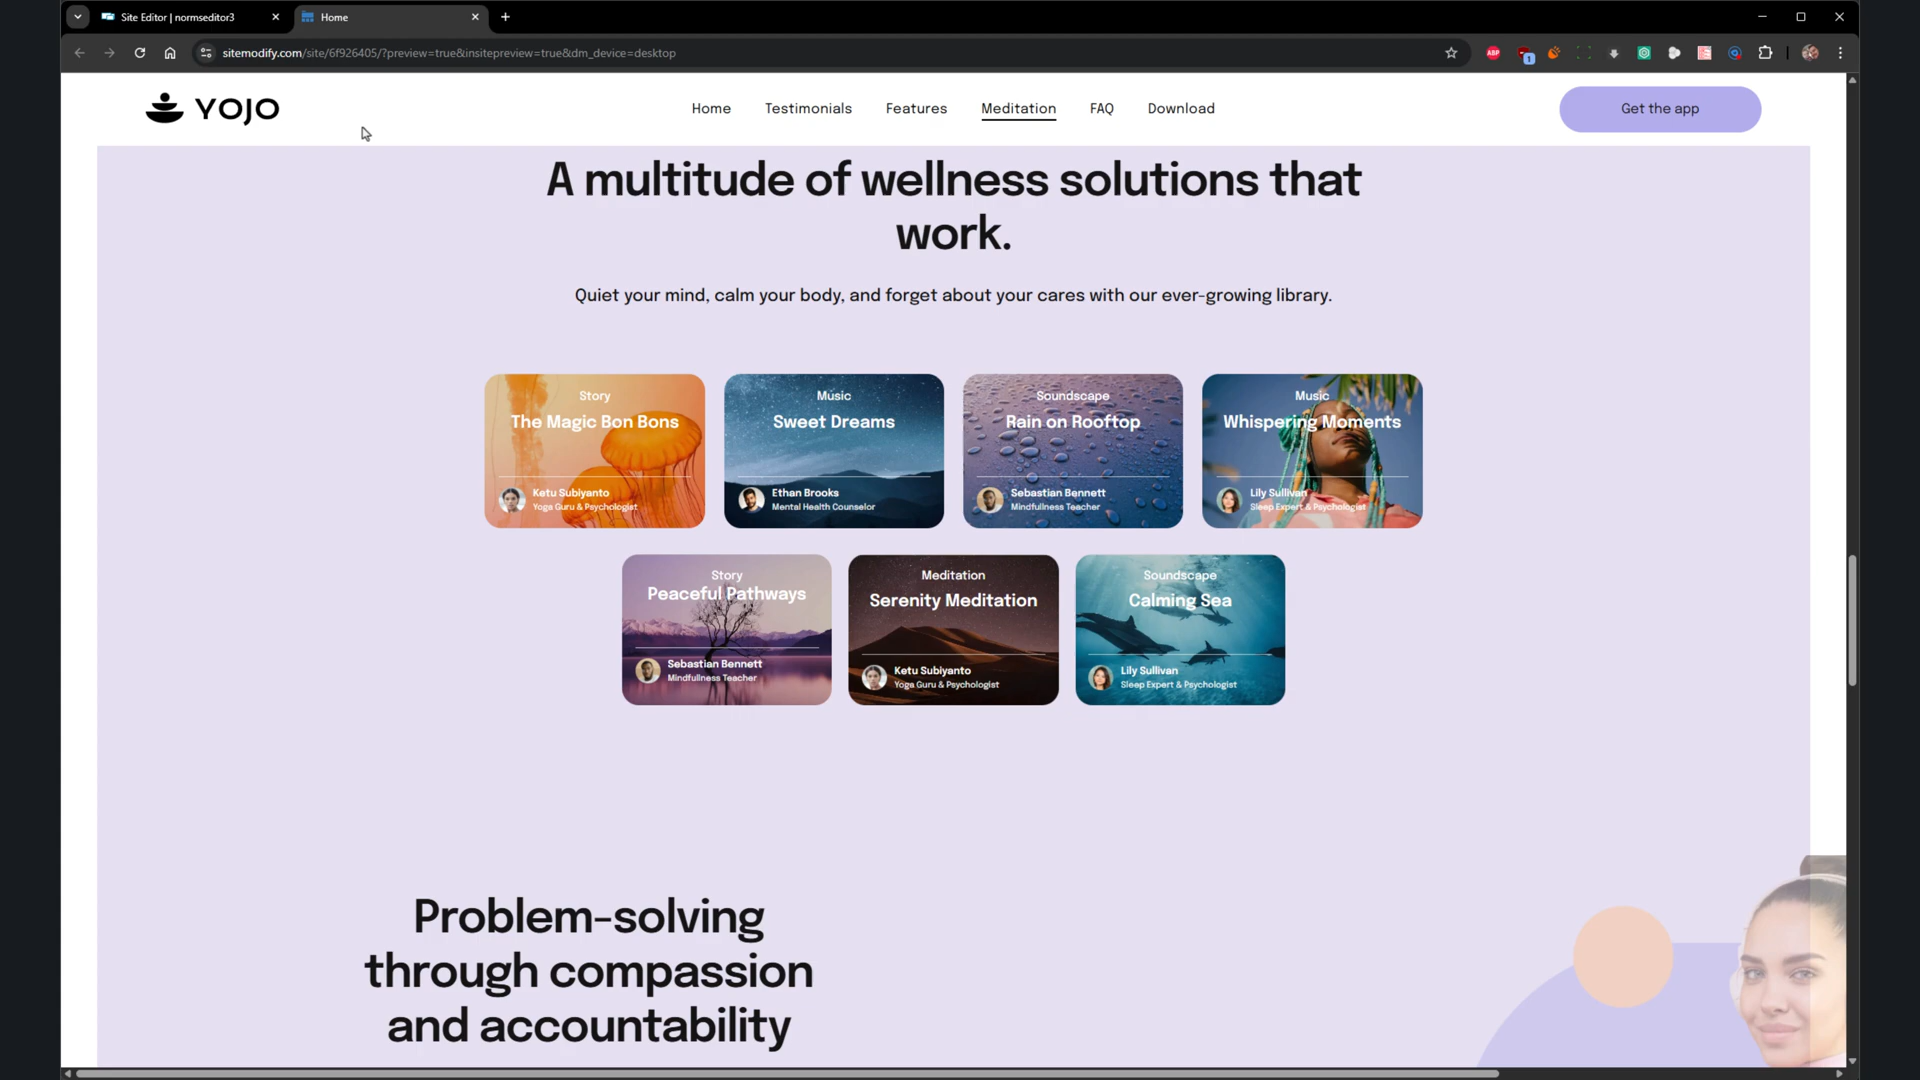 Site Editor | normseditor3
Home
sitemodify.com/site/6f926405/?preview=true&insitepreview=true&dm_device=desktop
ABP
1
YOJO
Home
Testimonials
Features
Meditation
FAQ
Download
Get the app
A multitude of wellness solutions that
work.
Quiet your mind, calm your body, and forget about your cares with our ever-growing library.
Story
The Magic Bon Bons
Ketu Subiyanto
Yoga Guru & Psychologist
Music
Sweet Dreams
Ethan Brooks
Mental Health Counselor
Soundscape
Rain on Rooftop
Sebastian Bennett
Mindfullness Teacher
Music
Whispering Moments
Lily Sullivan
Sleep Expert & Psychologist
Story
Peaceful Pathways
Sebastian Bennett
Mindfullness Teacher
Meditation
Serenity Meditation
Ketu Subiyanto
Yoga Guru & Psychologist
Soundscape
Calming Sea
Lily Sullivan
Sleep Expert & Psychologist
Problem-solving
through compassion
and accountability